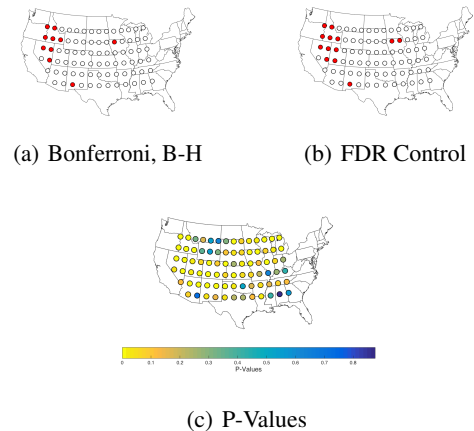 (a) Bonferroni, B-H
(b) FDR Control
0 0.1 0.2 0.3 0.4 0.5 0.6 0.7 0.8
P-Values
(c) P-Values